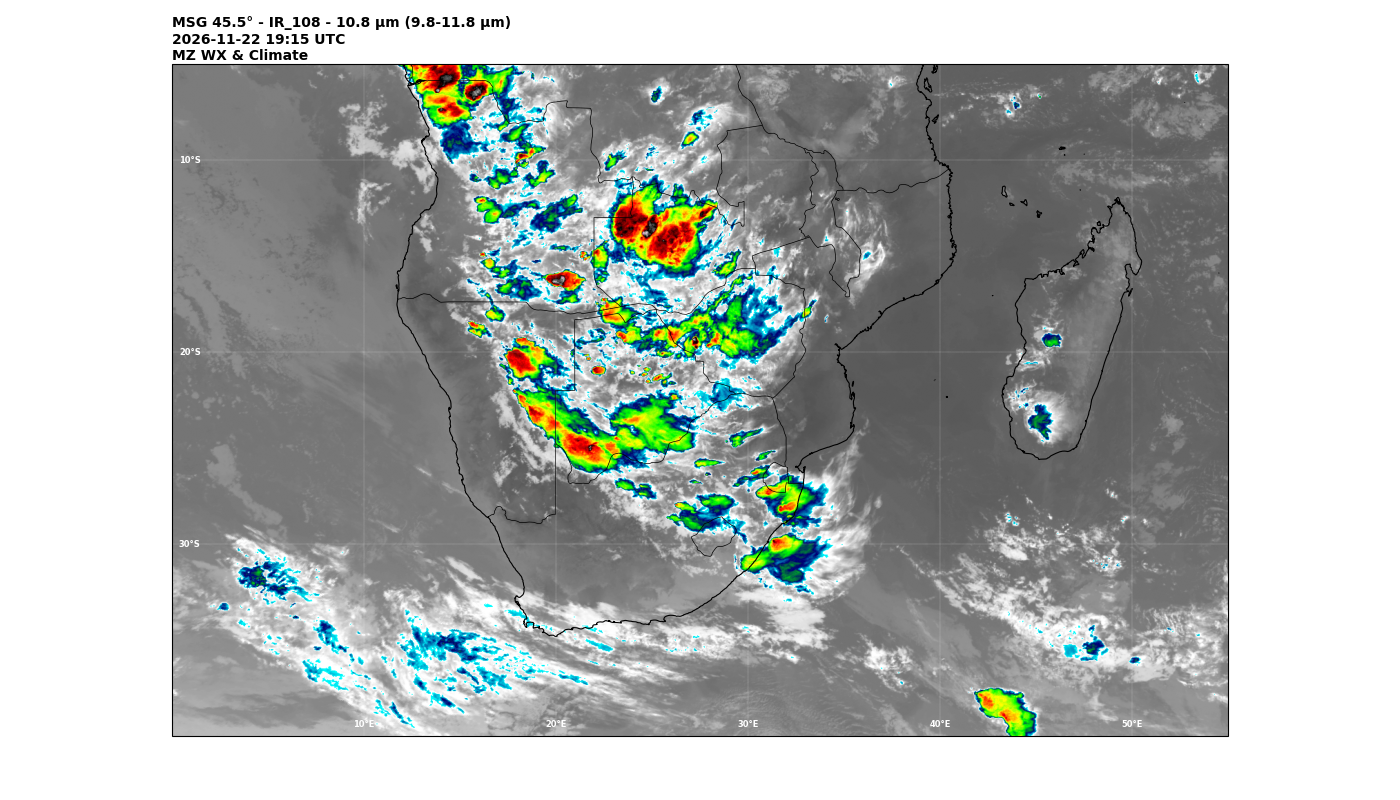 MSG 45.5° - IR_108 - 10.8 µm (9.8-11.8 µm)
2026-11-22 19:15 UTC
MZ WX & Climate
10°S
20°S
30°S
10°E 20°E 30°E 40°E 50°E